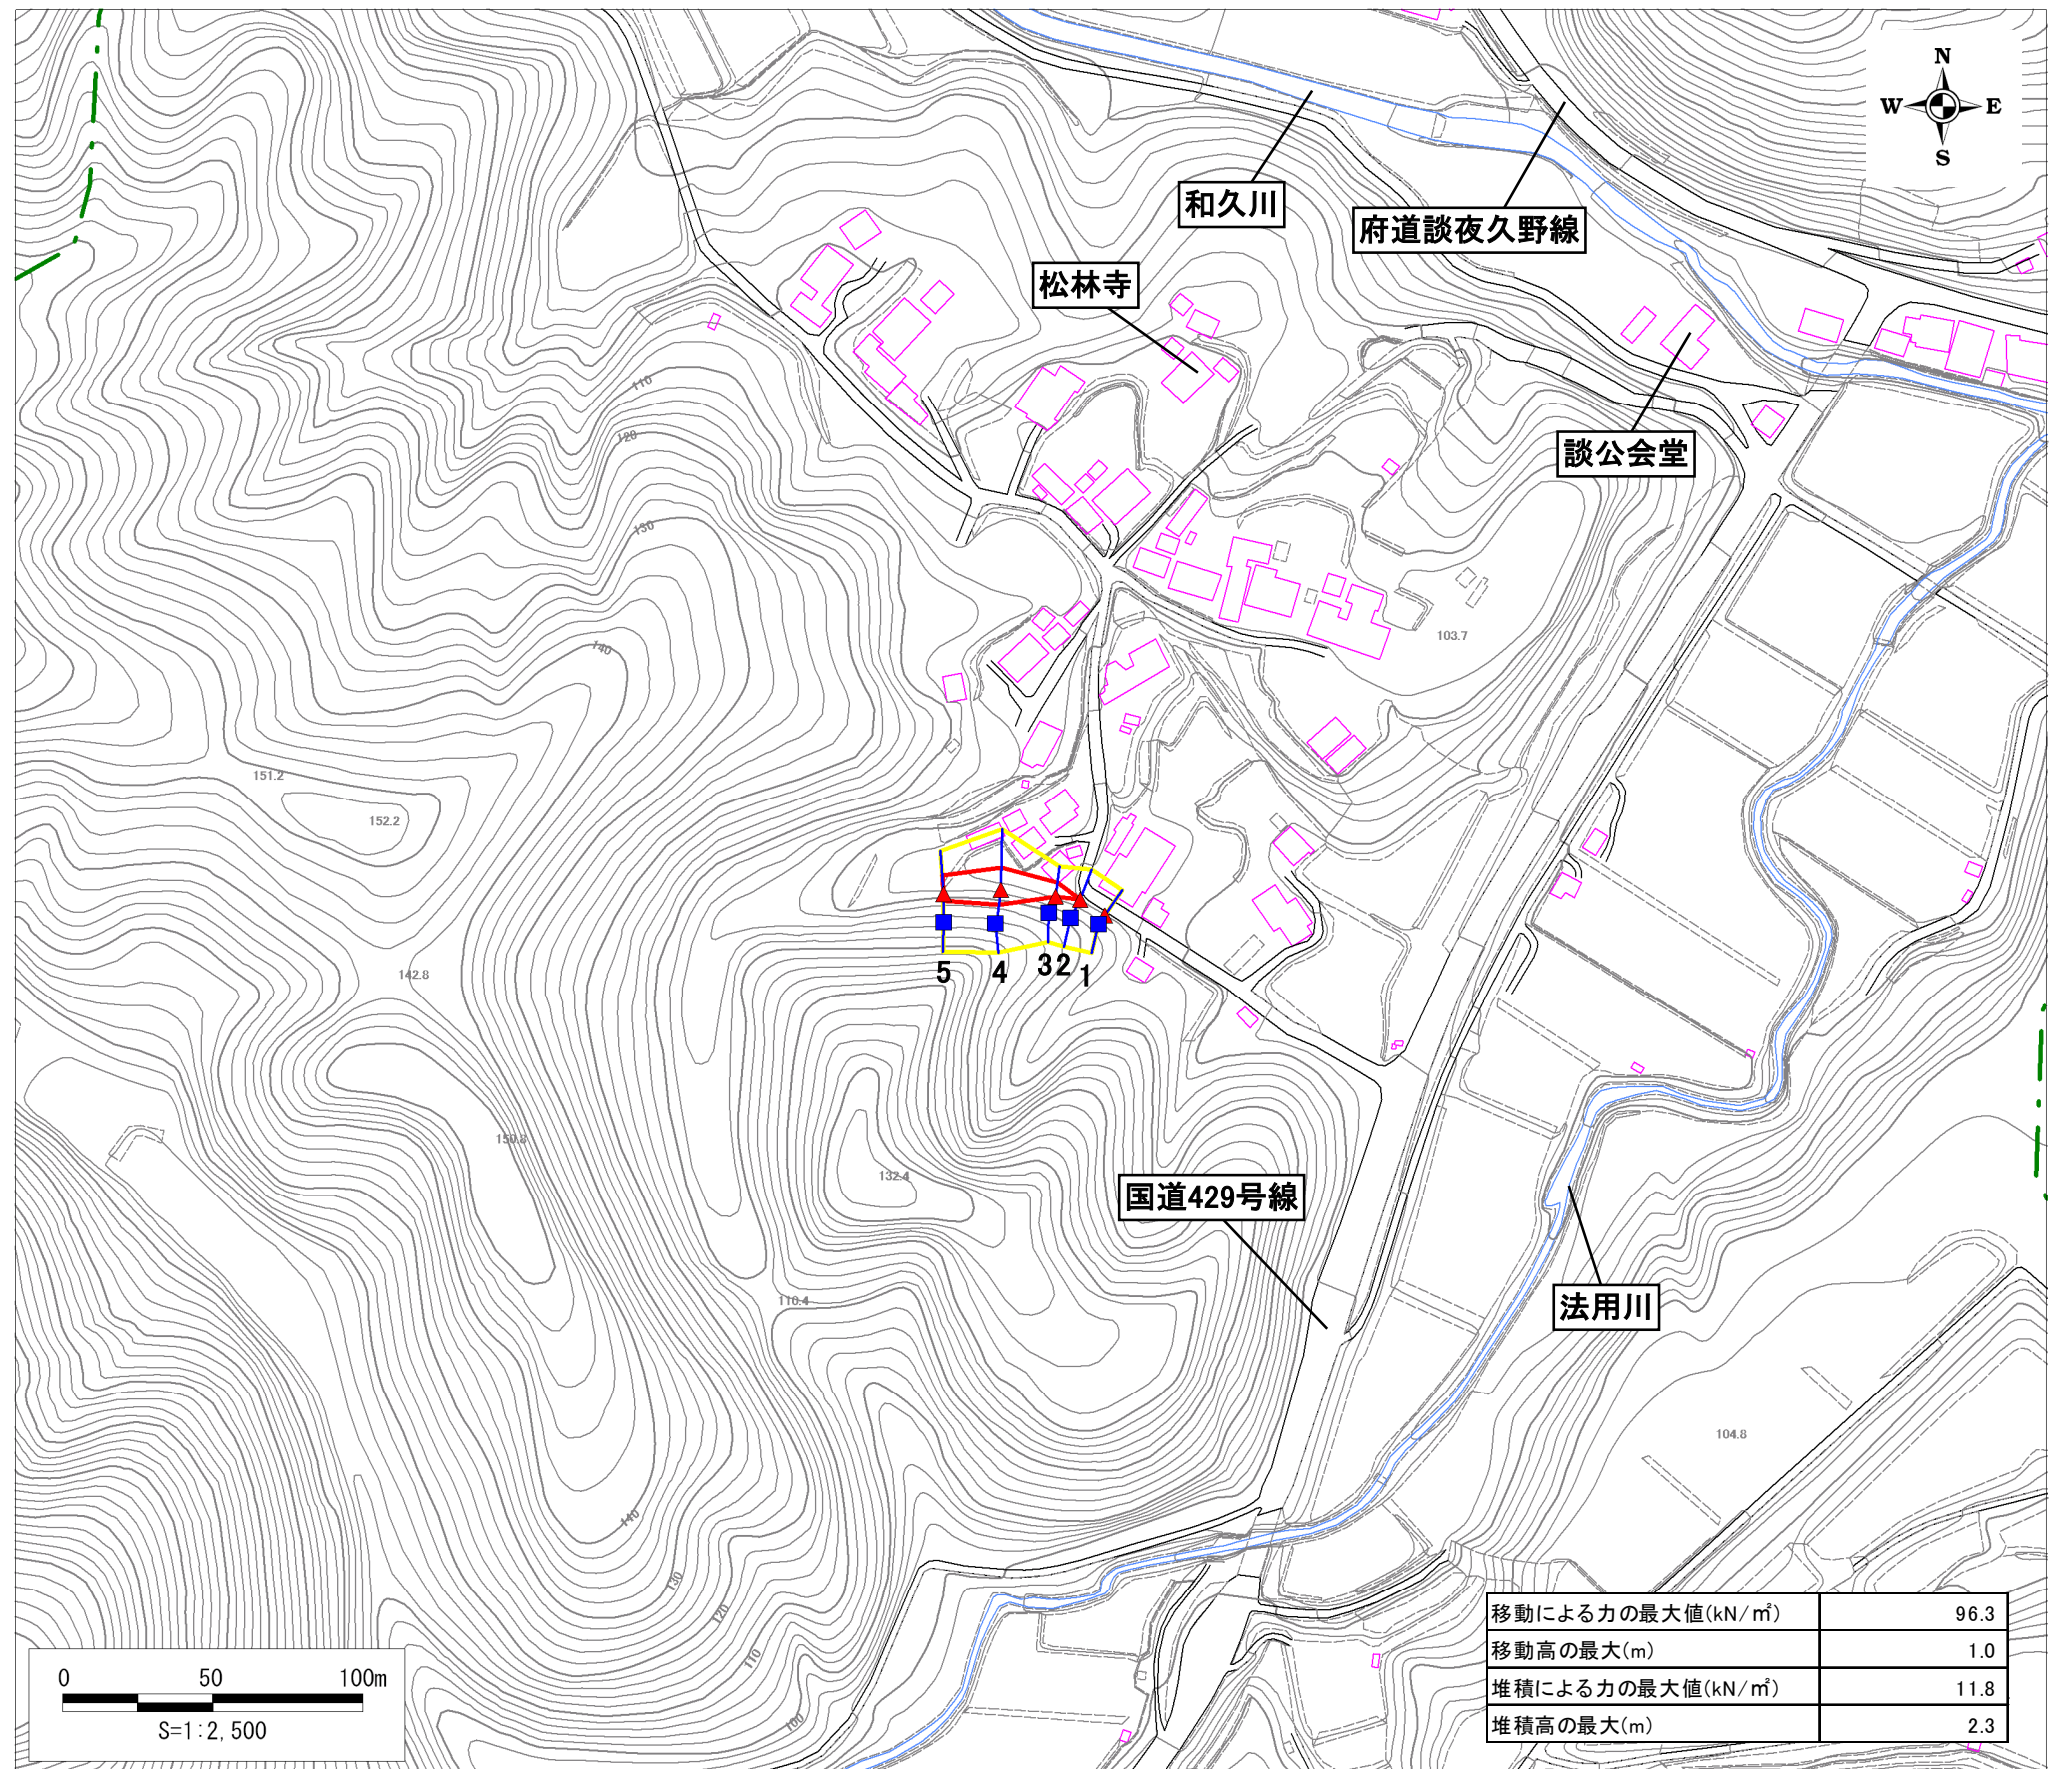 N
W E
S
和久川
府道談夜久野線
松林寺
談公会堂
110
120
130
140
103.7
151.2
152.2
142.8
5 4 3 2 1
150.8
132.4
国道429号線
110.4
法用川
104.8
140
130
120
110
100
移動による力の最大値(kN/㎡) 96.3
移動高の最大(m) 1.0
堆積による力の最大値(kN/㎡) 11.8
堆積高の最大(m) 2.3
0 50 100m
S=1:2,500